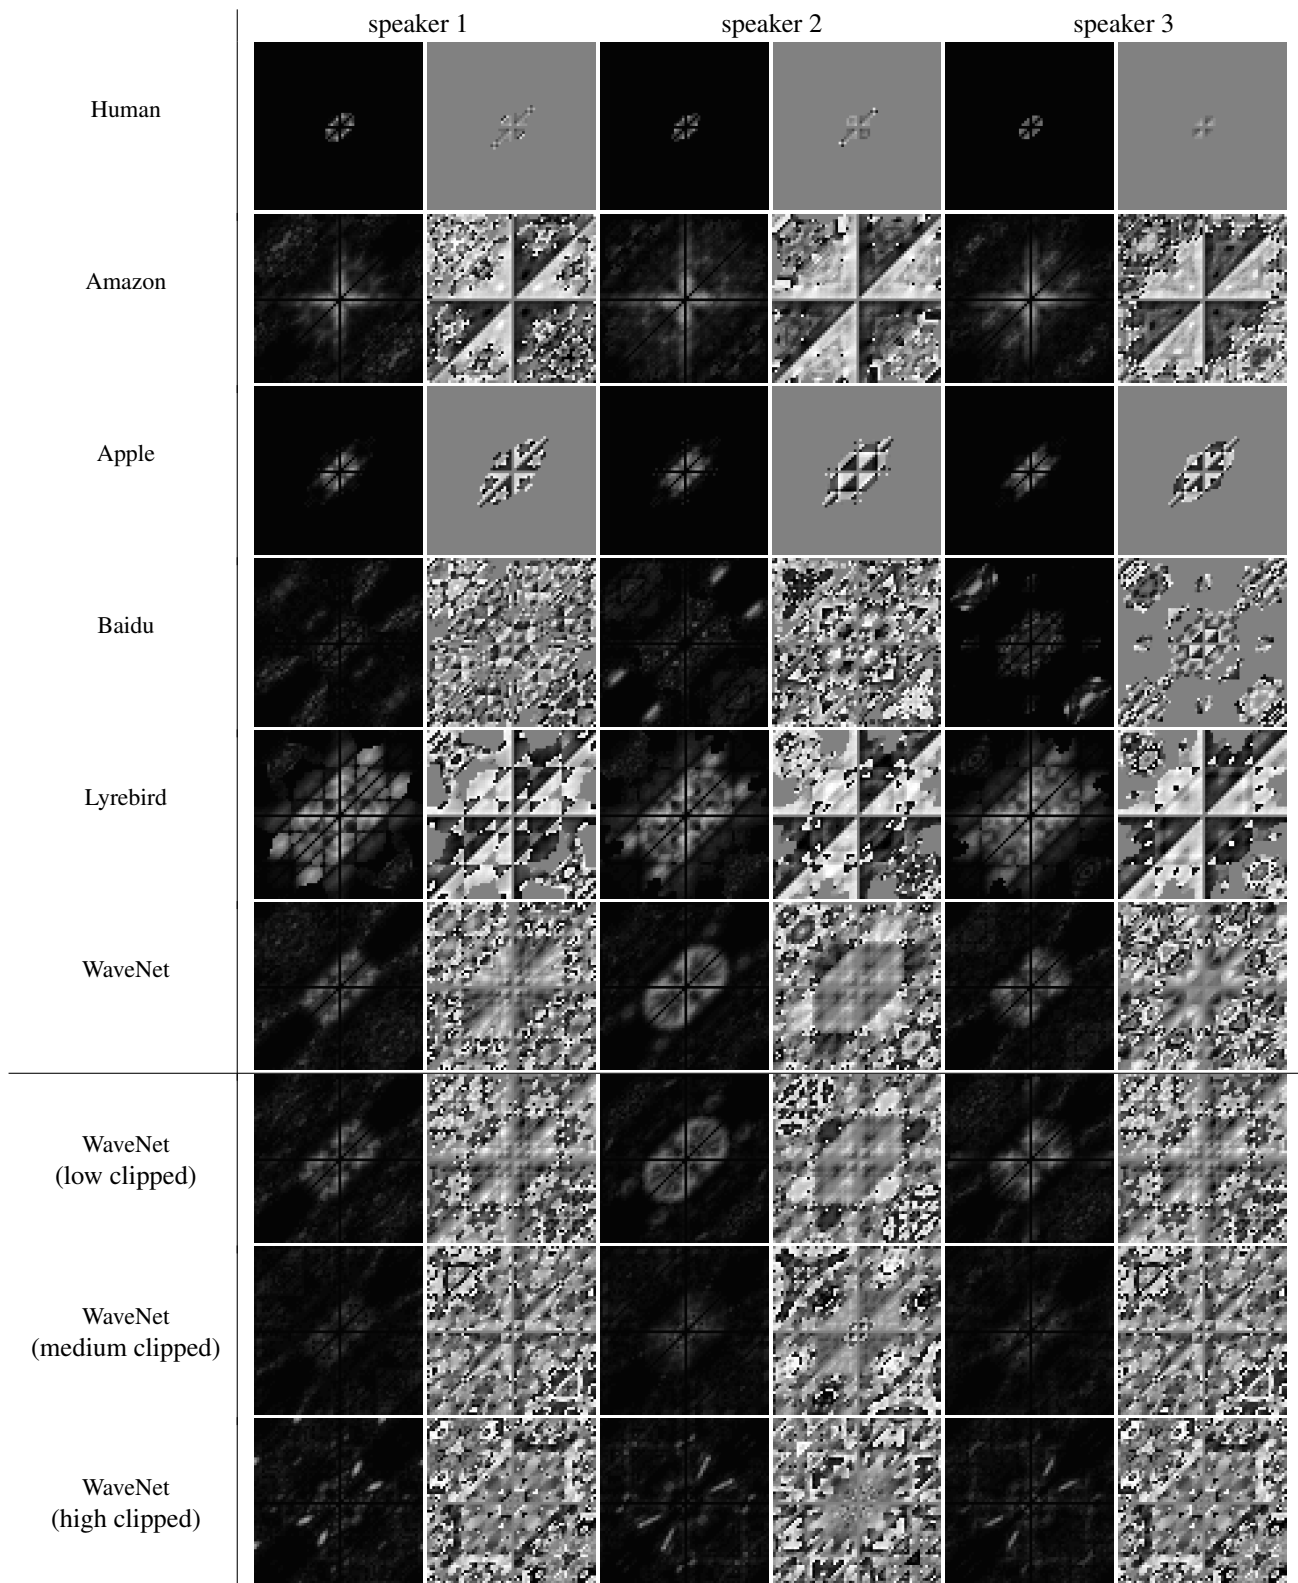 speaker 1 speaker 2 speaker 3
Human
Amazon
Apple
Baidu
Lyrebird
WaveNet
WaveNet
(low clipped)
WaveNet
(medium clipped)
WaveNet
(high clipped)